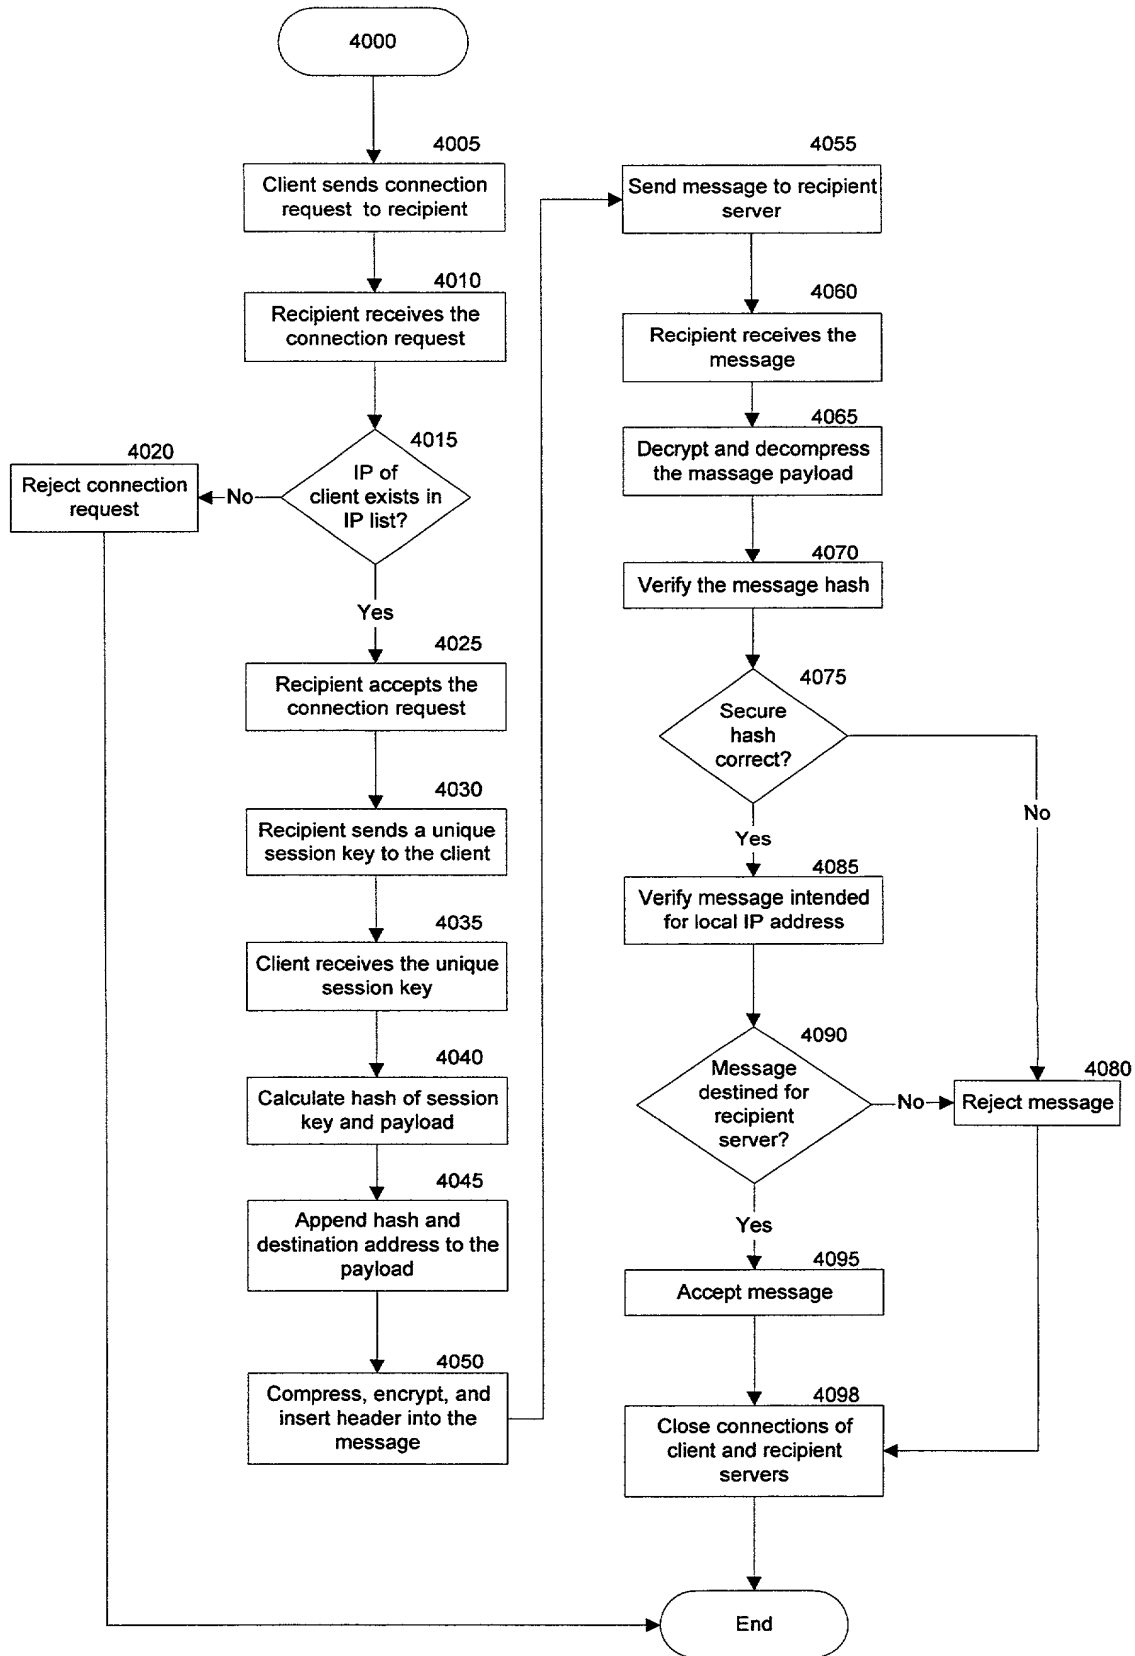 4000
4005
Client sends connection
request to recipient
4010
Recipient receives the
connection request
4015
IP of
client exists in
IP list?
No
4020
Reject connection
request
Yes
4025
Recipient accepts the
connection request
4030
Recipient sends a unique
session key to the client
4035
Client receives the unique
session key
4040
Calculate hash of session
key and payload
4045
Append hash and
destination address to the
payload
4050
Compress, encrypt, and
insert header into the
message
4055
Send message to recipient
server
4060
Recipient receives the
message
4065
Decrypt and decompress
the massage payload
4070
Verify the message hash
4075
Secure
hash
correct?
No
Yes
4085
Verify message intended
for local IP address
4090
Message
destined for
recipient
server?
No
4080
Reject message
Yes
4095
Accept message
4098
Close connections of
client and recipient
servers
End